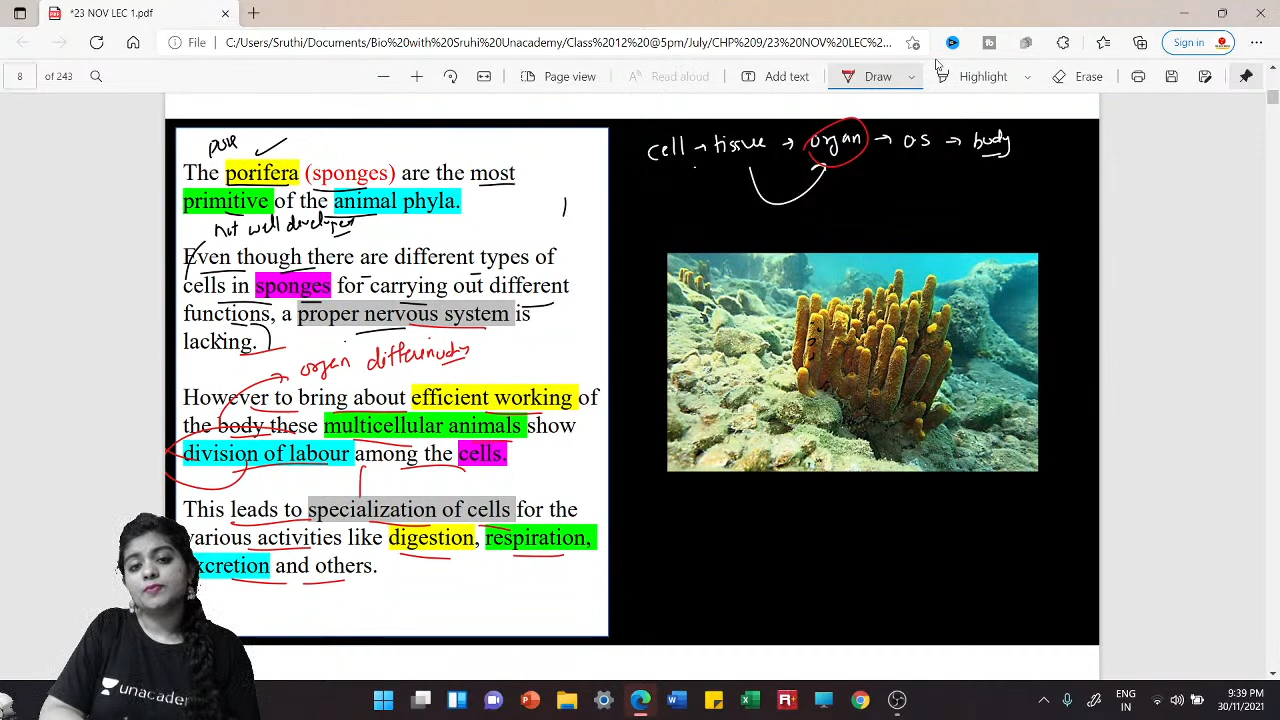 *23 NOV LEC 1.pdf
File
C:/Users/Sruthi/Documents/Bio%20with%20Sruhi%20Unacademy/Class%2012%20@5pm/July/CHP%209/23%20NOV%20LEC%2...
Sign in
8 of 243
Page view
Read aloud
Add text
Draw
Highlight
Erase
cell → tissue → organ → OS → body
pore
The porifera (sponges) are the most
primitive of the animal phyla.
not well developed
Even though there are different types of
cells in sponges for carrying out different
functions, a proper nervous system is
lacking.
organ
However to bring about efficient working of
the body these multicellular animals show
division of labour among the cells.
This leads to specialization of cells for the
various activities like digestion, respiration,
excretion and others.
unacademy
ENG
IN
9:39 PM
30/11/2021